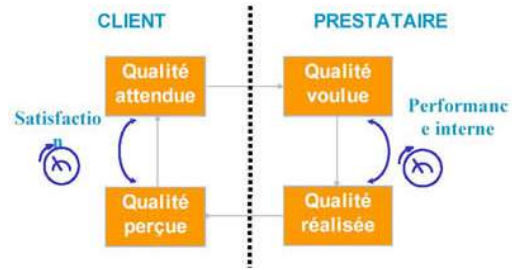 CLIENT
PRESTATAIRE
Qualité
attendue
Qualité
voulue
Satisfactio
n
Performanc
e interne
Qualité
perçue
Qualité
réalisée